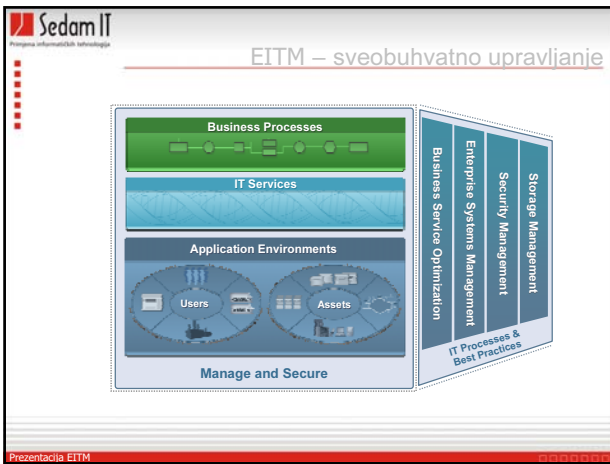 Sedam IT
Primjena informatičkih tehnologija
EITM – sveobuhvatno upravljanje
Business Processes
IT Services
Application Environments
Users
Assets
Manage and Secure
Business Service Optimization
Enterprise Systems Management
Security Management
Storage Management
IT Processes &
Best Practices
Prezentacija EITM